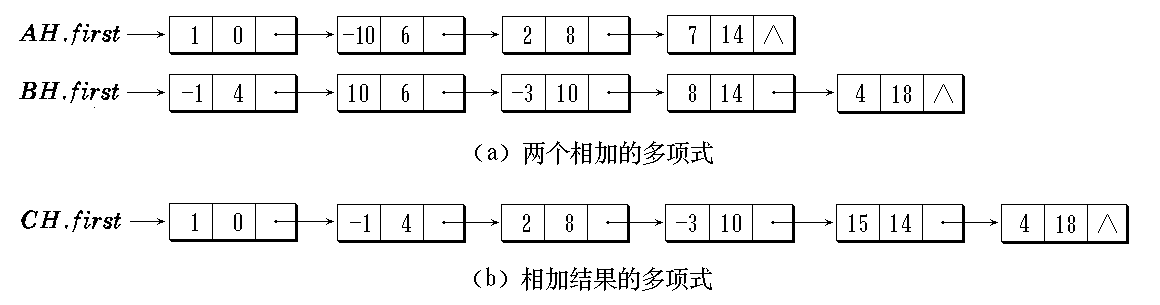 AH.first 1 0 -10 6 2 8 7 14 ∧
BH.first -1 4 10 6 -3 10 8 14 4 18 ∧
（a）两个相加的多项式
CH.first 1 0 -1 4 2 8 -3 10 15 14 4 18 ∧
（b）相加结果的多项式